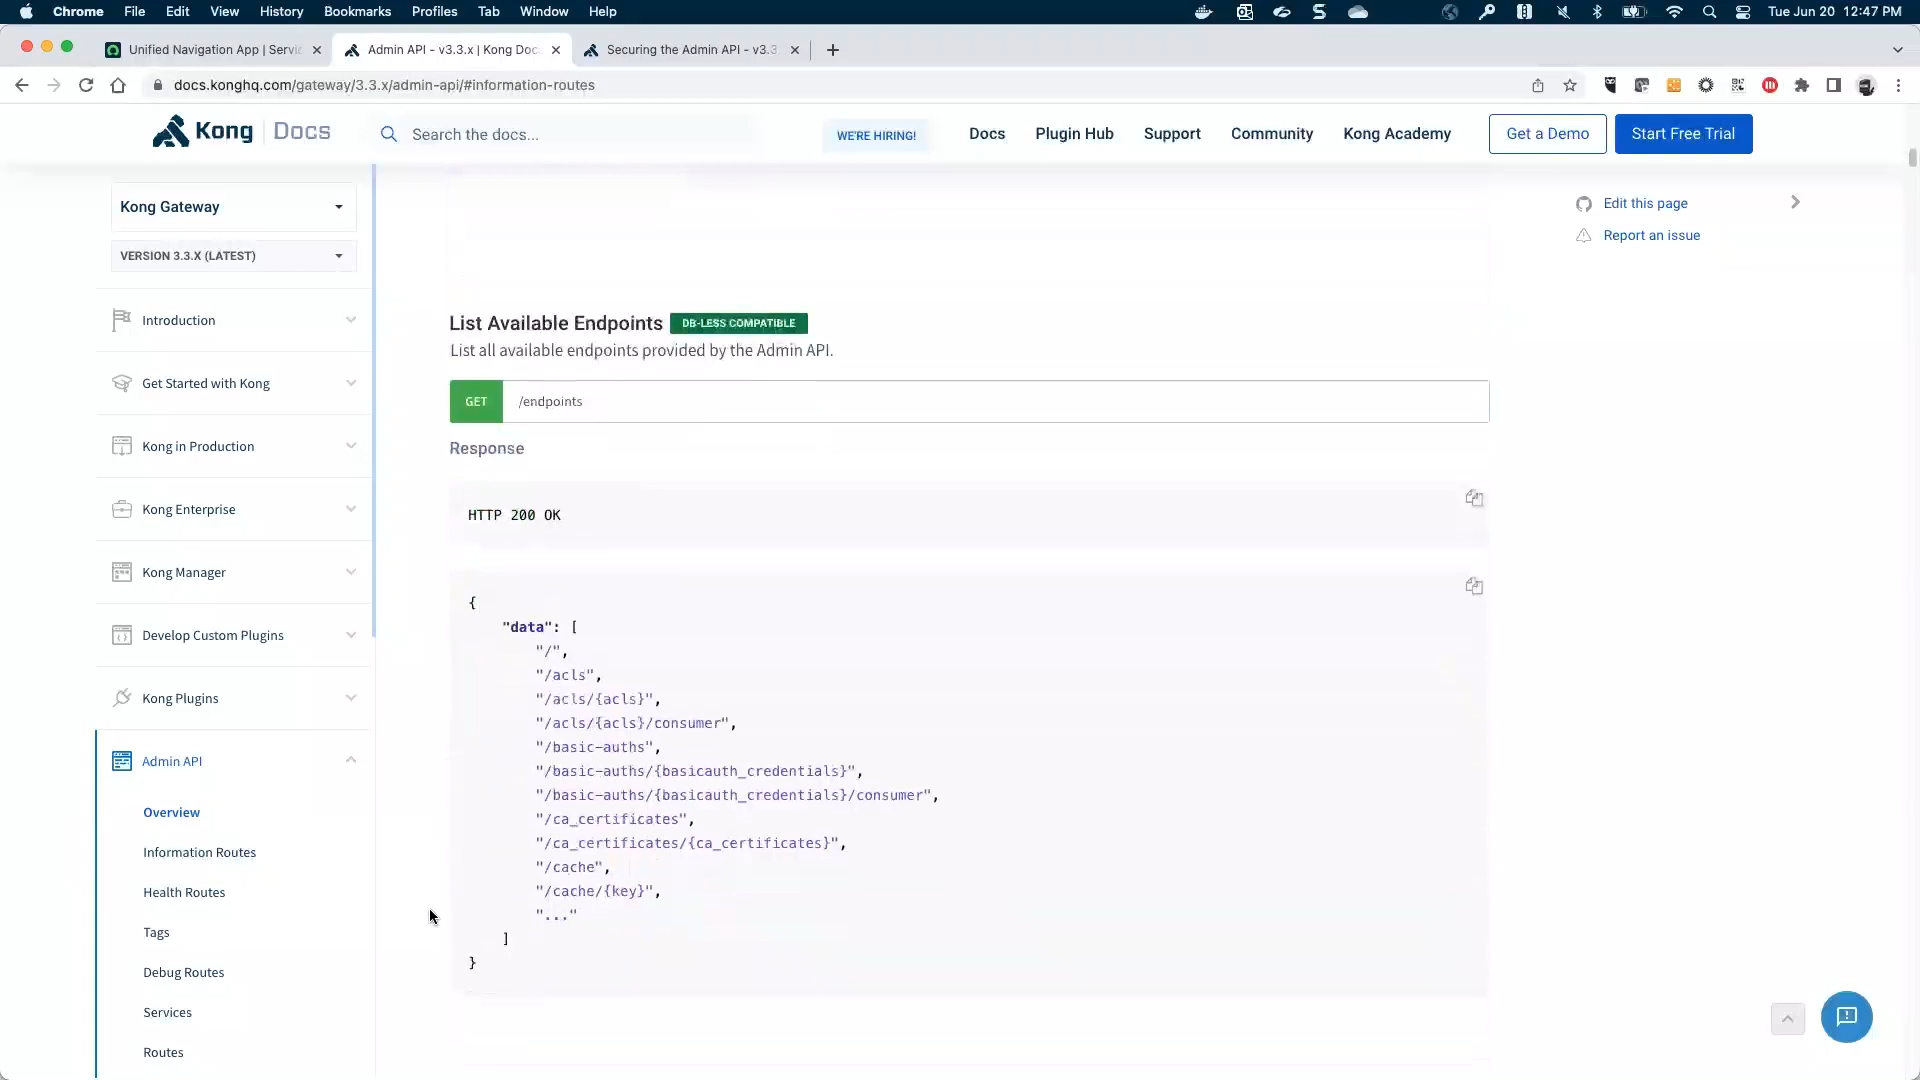 Chrome File Edit View History Bookmarks Profiles Tab Window Help Tue Jun 20 12:47 PM
Unified Navigation App | Servic
Admin API - v3.3.x | Kong Doc
Securing the Admin API - v3.3
docs.konghq.com/gateway/3.3.x/admin-api/#information-routes
Kong Docs
Search the docs...
WE'RE HIRING!
Docs
Plugin Hub
Support
Community
Kong Academy
Get a Demo
Start Free Trial
Kong Gateway
VERSION 3.3.X (LATEST)
Introduction
Get Started with Kong
Kong in Production
Kong Enterprise
Kong Manager
Develop Custom Plugins
Kong Plugins
Admin API
Overview
Information Routes
Health Routes
Tags
Debug Routes
Services
Routes
List Available Endpoints DB-LESS COMPATIBLE
List all available endpoints provided by the Admin API.
GET /endpoints
Response
HTTP 200 OK
{
"data": [
"/",
"/acls",
"/acls/{acls}",
"/acls/{acls}/consumer",
"/basic-auths",
"/basic-auths/{basicauth_credentials}",
"/basic-auths/{basicauth_credentials}/consumer",
"/ca_certificates",
"/ca_certificates/{ca_certificates}",
"/cache",
"/cache/{key}",
"..."
]
}
Edit this page
Report an issue